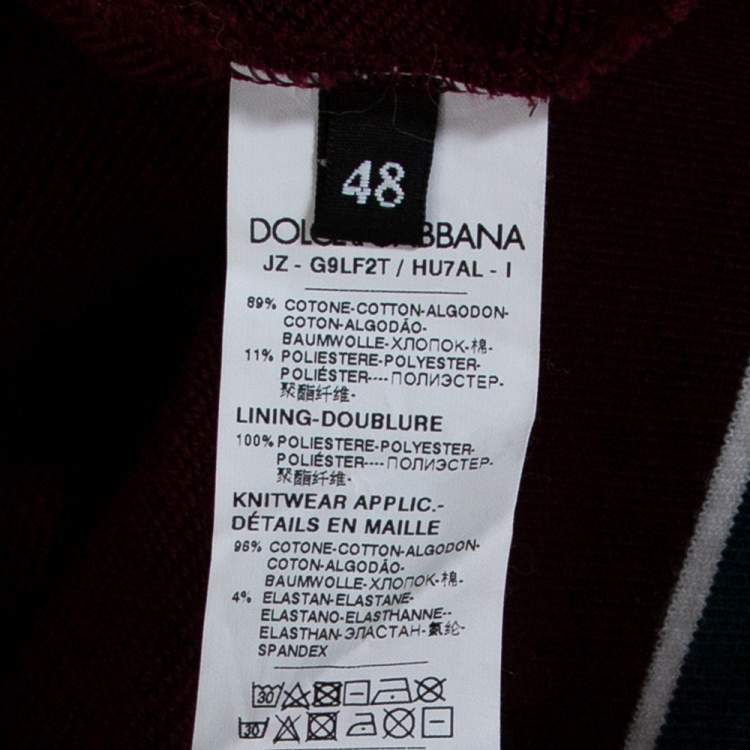 7
48
DOLCE&GABBANA
JZ - G9LF2T / HU7AL - I
89% COTONE-COTTON-ALGODON-
COTON-ALGODÃO-
BAUMWOLLE-ХЛОПОК-棉-
11% POLIESTERE-POLYESTER-
POLIÉSTER----ПОЛИЭСТЕР-
聚酯纤维-
LINING-DOUBLURE
100% POLIESTERE-POLYESTER-
POLIÉSTER----ПОЛИЭСТЕР-
聚酯纤维-
KNITWEAR APPLIC.-
DÉTAILS EN MAILLE
96% COTONE-COTTON-ALGODON-
COTON-ALGODÃO-
BAUMWOLLE-ХЛОПОК-棉-
4% ELASTAN-ELASTANE-
ELASTANO-ELASTHANNE--
ELASTHAN-ЭЛАСТАН-氨纶-
SPANDEX
30
30